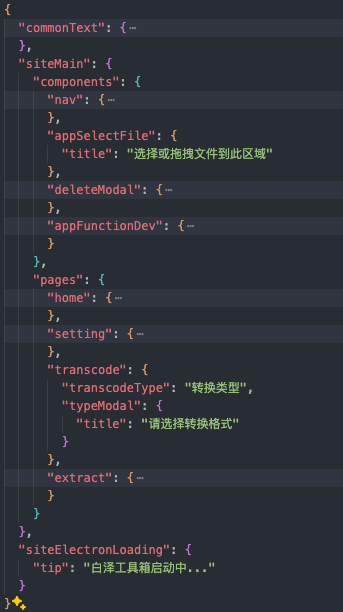 {
"commonText": {⋯
},
"siteMain": {
"components": {
"nav": {⋯
},
"appSelectFile": {
"title": "选择或拖拽文件到此区域"
},
"deleteModal": {⋯
},
"appFunctionDev": {⋯
}
},
"pages": {
"home": {⋯
},
"setting": {⋯
},
"transcode": {
"transcodeType": "转换类型",
"typeModal": {
"title": "请选择转换格式"
}
},
"extract": {⋯
}
}
},
"siteElectronLoading": {
"tip": "白泽工具箱启动中..."
}
}